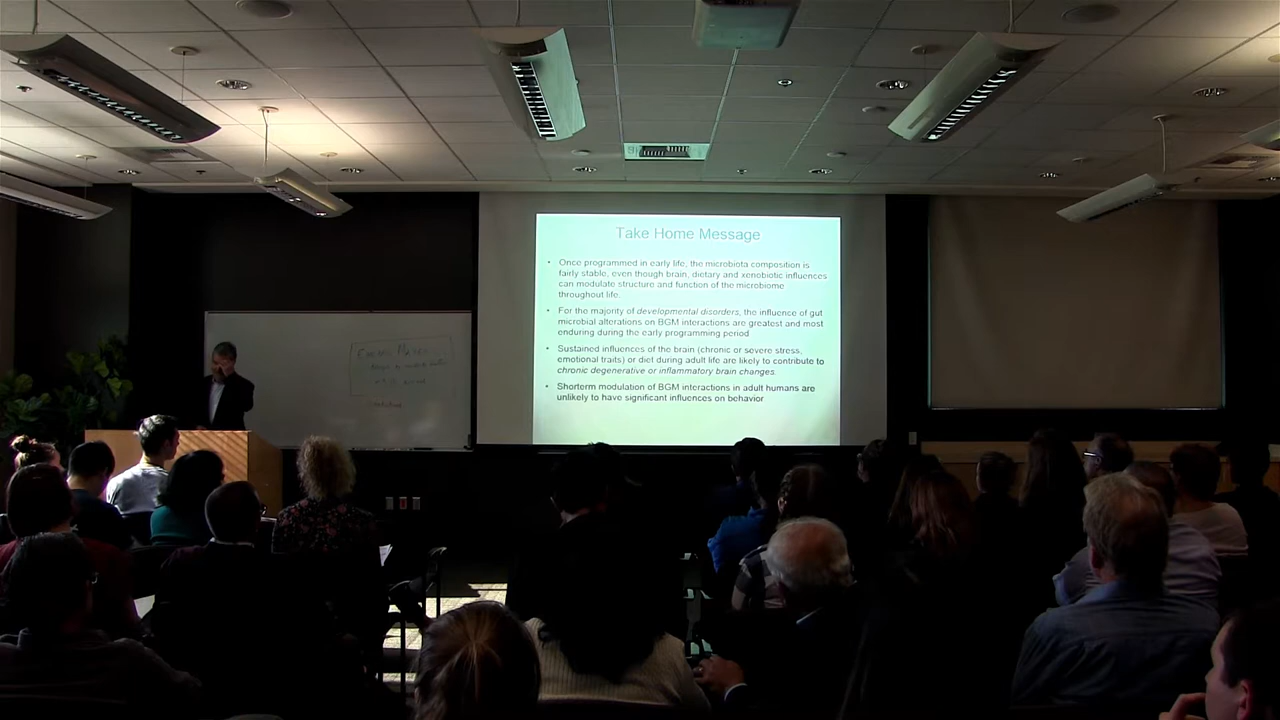 Take Home Message
• Once programmed in early life, the microbiota composition is
fairly stable, even though brain, dietary and xenobiotic influences
can modulate structure and function of the microbiome
throughout life.
• For the majority of developmental disorders, the influence of gut
microbial alterations on BGM interactions are greatest and most
enduring during the early programming period
• Sustained influences of the brain (chronic or severe stress,
emotional traits) or diet during adult life are likely to contribute to
chronic degenerative or inflammatory brain changes.
• Shorterm modulation of BGM interactions in adult humans are
unlikely to have significant influences on behavior